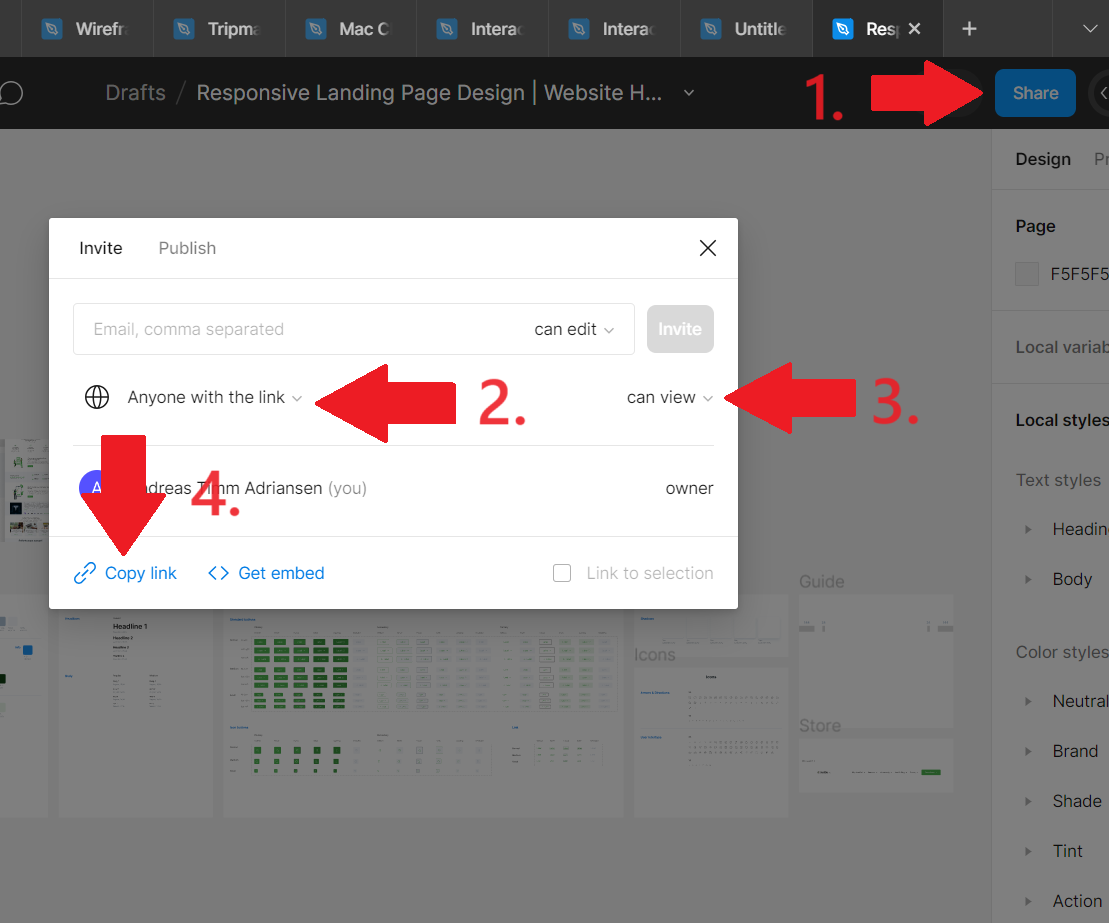 Wirefr
Tripma
Mac C
Interac
Interac
Untitle
Resp
Drafts / Responsive Landing Page Design | Website H...
1.
Share
Design
Pr
Invite
Publish
Page
F5F5F5
Email, comma separated
can edit
Invite
Local variab
Anyone with the link
2.
can view
3.
Local styles
Text styles
A
dreas Timm Adriansen (you)
4.
owner
Heading
Body
Copy link
Get embed
Link to selection
Guide
Headline 1
Icons
Color styles
Neutral
Store
Brand
Shade
Tint
Action